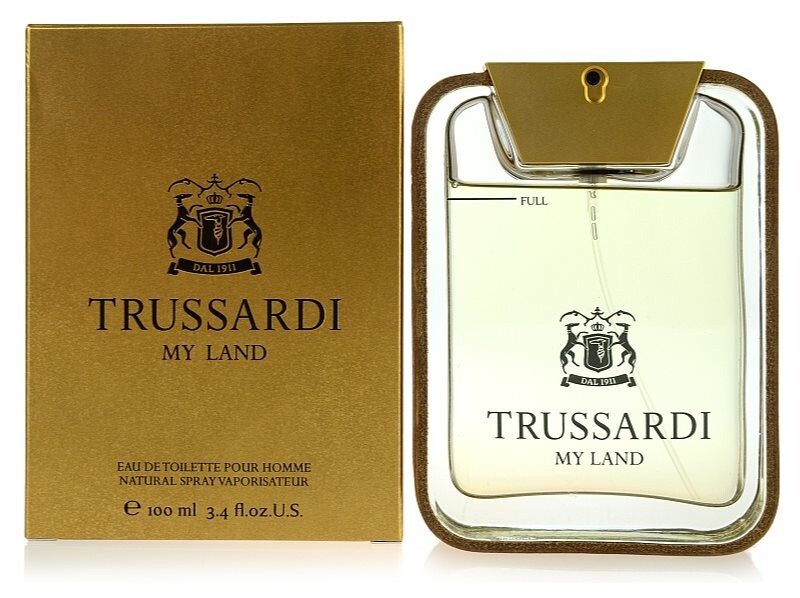 DAL 1911
TRUSSARDI
MY LAND
EAU DE TOILETTE POUR HOMME
NATURAL SPRAY VAPORISATEUR
e 100 ml 3.4 fl.oz.U.S.
FULL
DAL 1911
TRUSSARDI
MY LAND